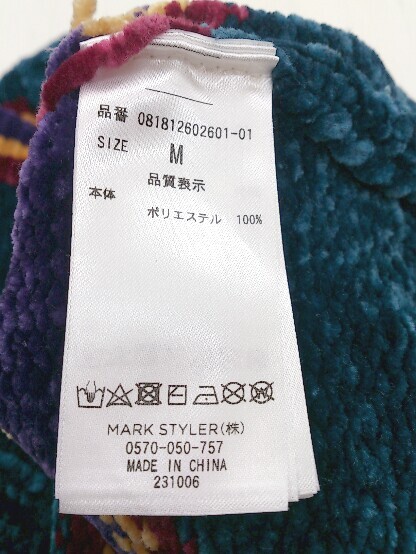 品番 081812602601-01
SIZE M
品質表示
本体
ポリエステル 100%
MARK STYLER(株)
0570-050-757
MADE IN CHINA
231006